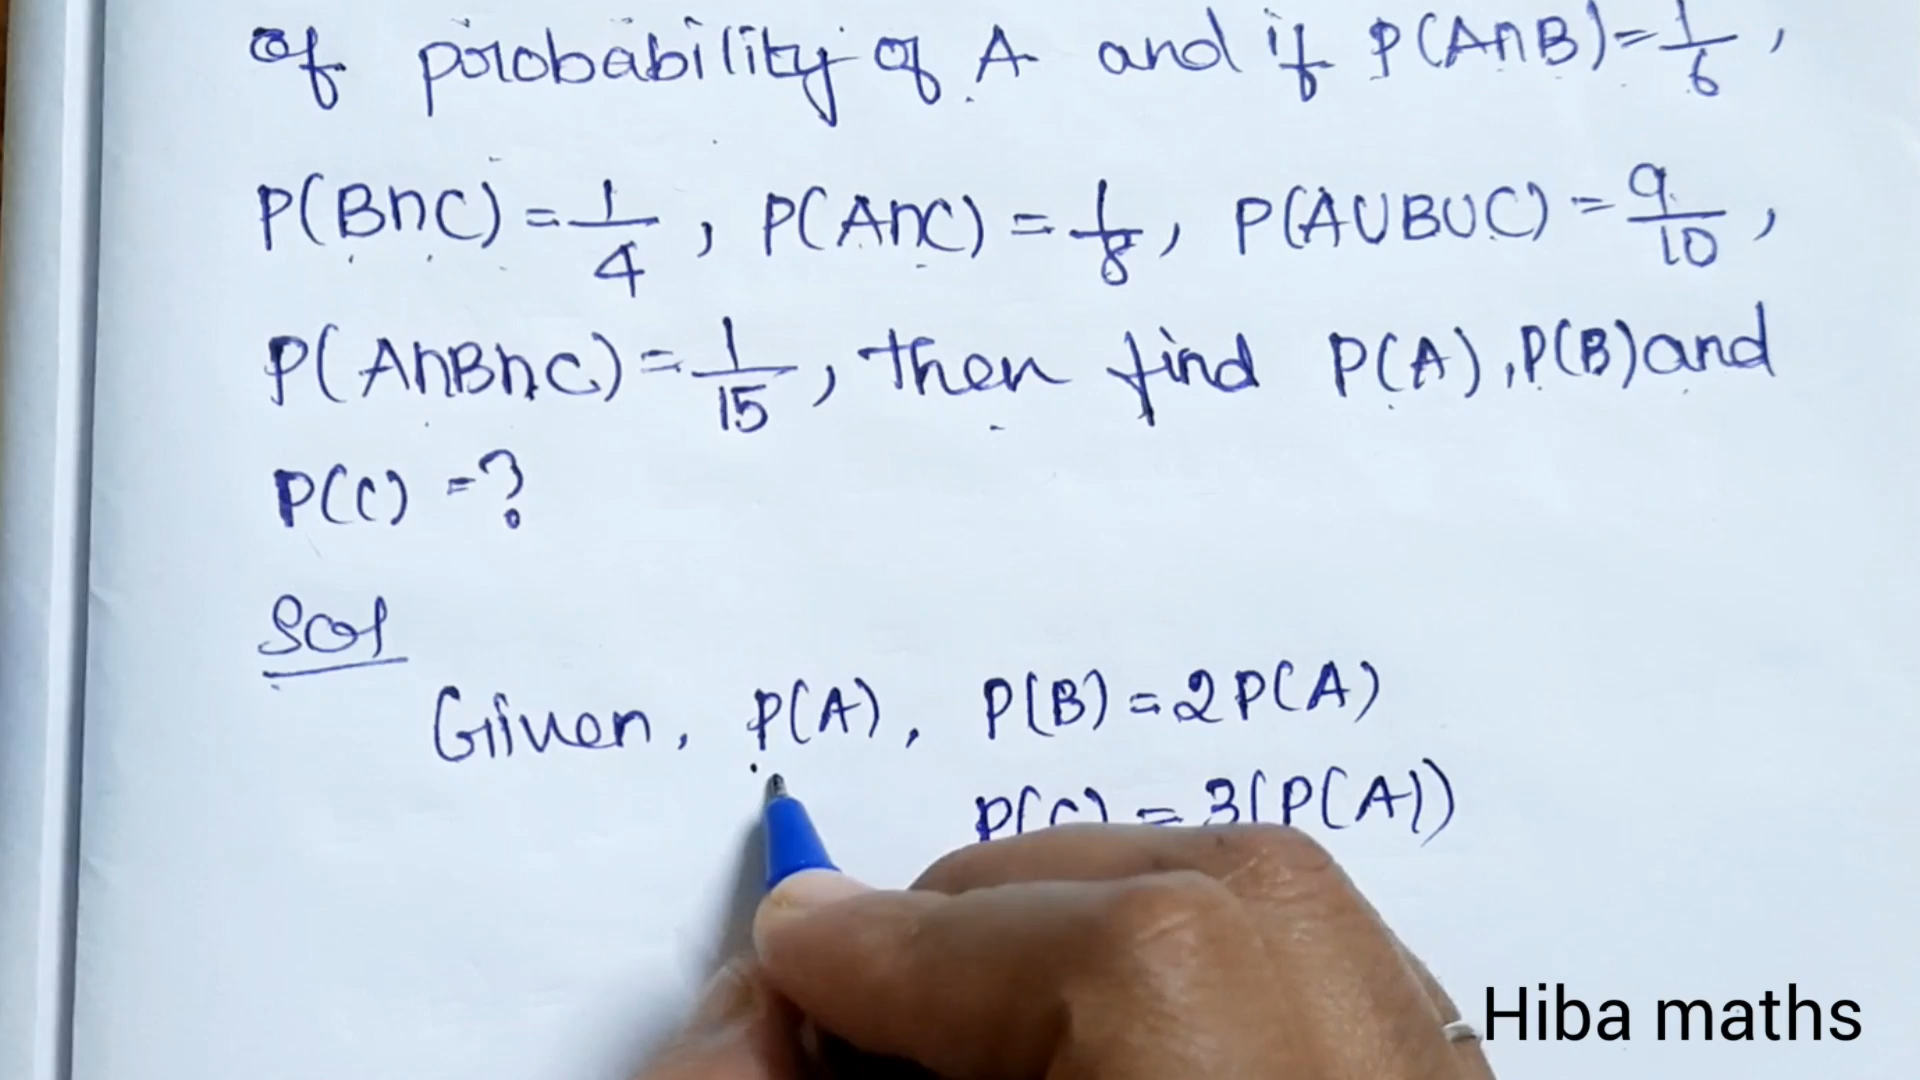 of probability of A and if P(A∩B)=1/6,
P(B∩C)=1/4, P(A∩C)=1/8, P(AUBUC)=9/10,
P(A∩B∩C)=1/15, then find P(A), P(B) and
P(C)=?
Sol
Given, P(A), P(B)=2P(A)
P(C)=3(P(A))
Hiba maths